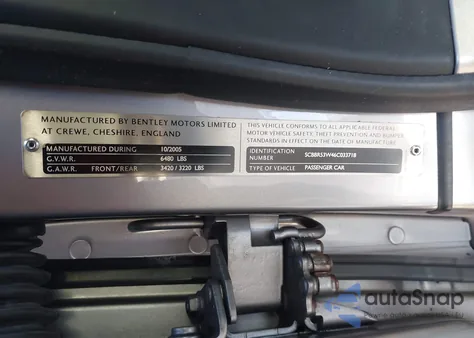 MANUFACTURED BY BENTLEY MOTORS LIMITED
AT CREWE, CHESHIRE, ENGLAND
MANUFACTURED DURING 10/2005
G.V.W.R. 6480 LBS
G.A.W.R. FRONT/REAR 3420 / 3220 LBS
THIS VEHICLE CONFORMS TO ALL APPLICABLE FEDERAL
MOTOR VEHICLE SAFETY, THEFT PREVENTION AND BUMPER
STANDARDS IN EFFECT ON THE DATE OF MANUFACTURE
IDENTIFICATION
NUMBER SCBBR53W46C033718
TYPE OF VEHICLE PASSENGER CAR
autaSnap